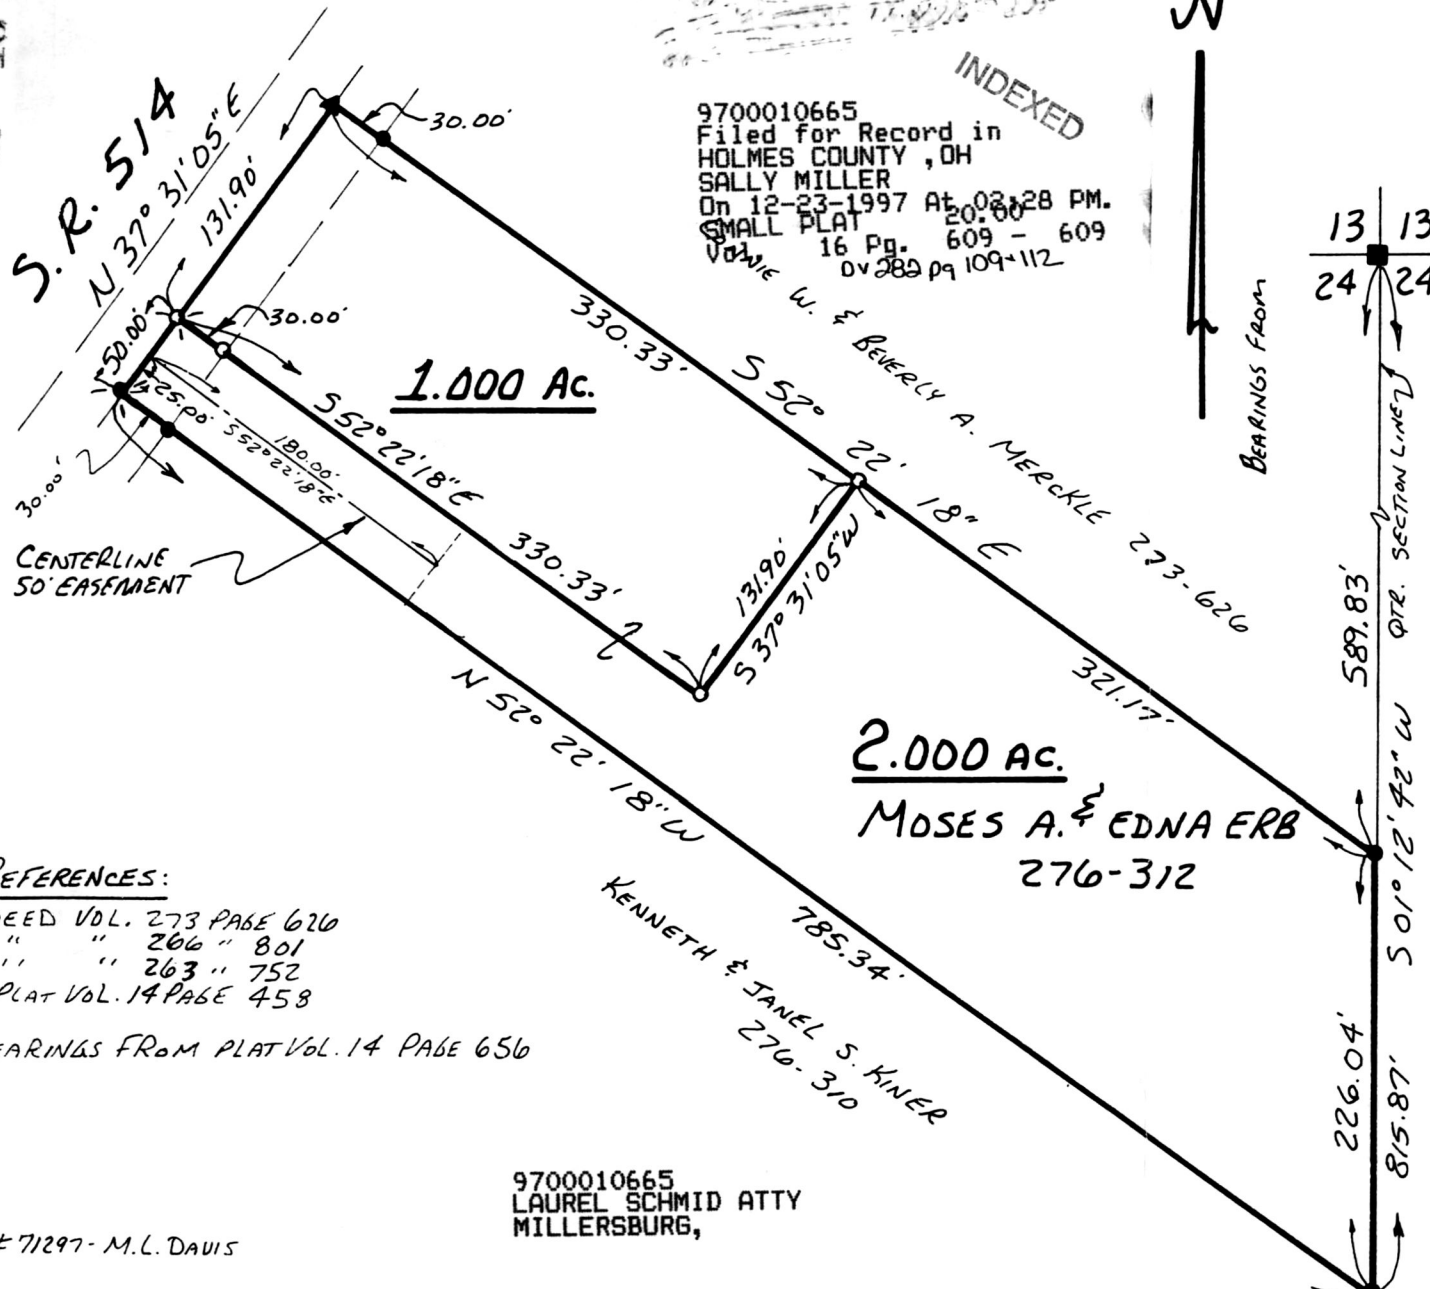 N
INDEXED
9700010665
Filed for Record in
HOLMES COUNTY , OH
SALLY MILLER
On 12-23-1997 At 02:28 PM.
SMALL PLAT 20.00
Vol. 16 Pg. 609 - 609
OV 282 pg 109-112
S.R. 514
N 37° 31' 05" E
131.90'
30.00'
50.00'
30.00'
25.00'
30.00'
1.000 AC.
S 52° 22' 18" E
330.33'
180.00'
S 52° 22' 18" E
CENTERLINE
50' EASEMENT
330.33'
S 52° 22' 18" E
W. & BEVERLY A. MERCKLE 273-626
131.90'
S 37° 31' 05" W
321.17'
13 13
24 24
BEARINGS FROM
QTR. SECTION LINE
589.83'
S 01° 12' 42" W
226.04'
815.87'
2.000 AC.
MOSES A. & EDNA ERB
276-312
N 52° 22' 18" W
785.34'
KENNETH & JANEL S. KINER
276-310
EFERENCES:
EED VOL. 273 PAGE 626
" " 266 " 801
" " 263 " 752
PLAT VOL. 14 PAGE 458
EARINGS FROM PLAT VOL. 14 PAGE 656
9700010665
LAUREL SCHMID ATTY
MILLERSBURG,
# 71297 - M.L. DAVIS